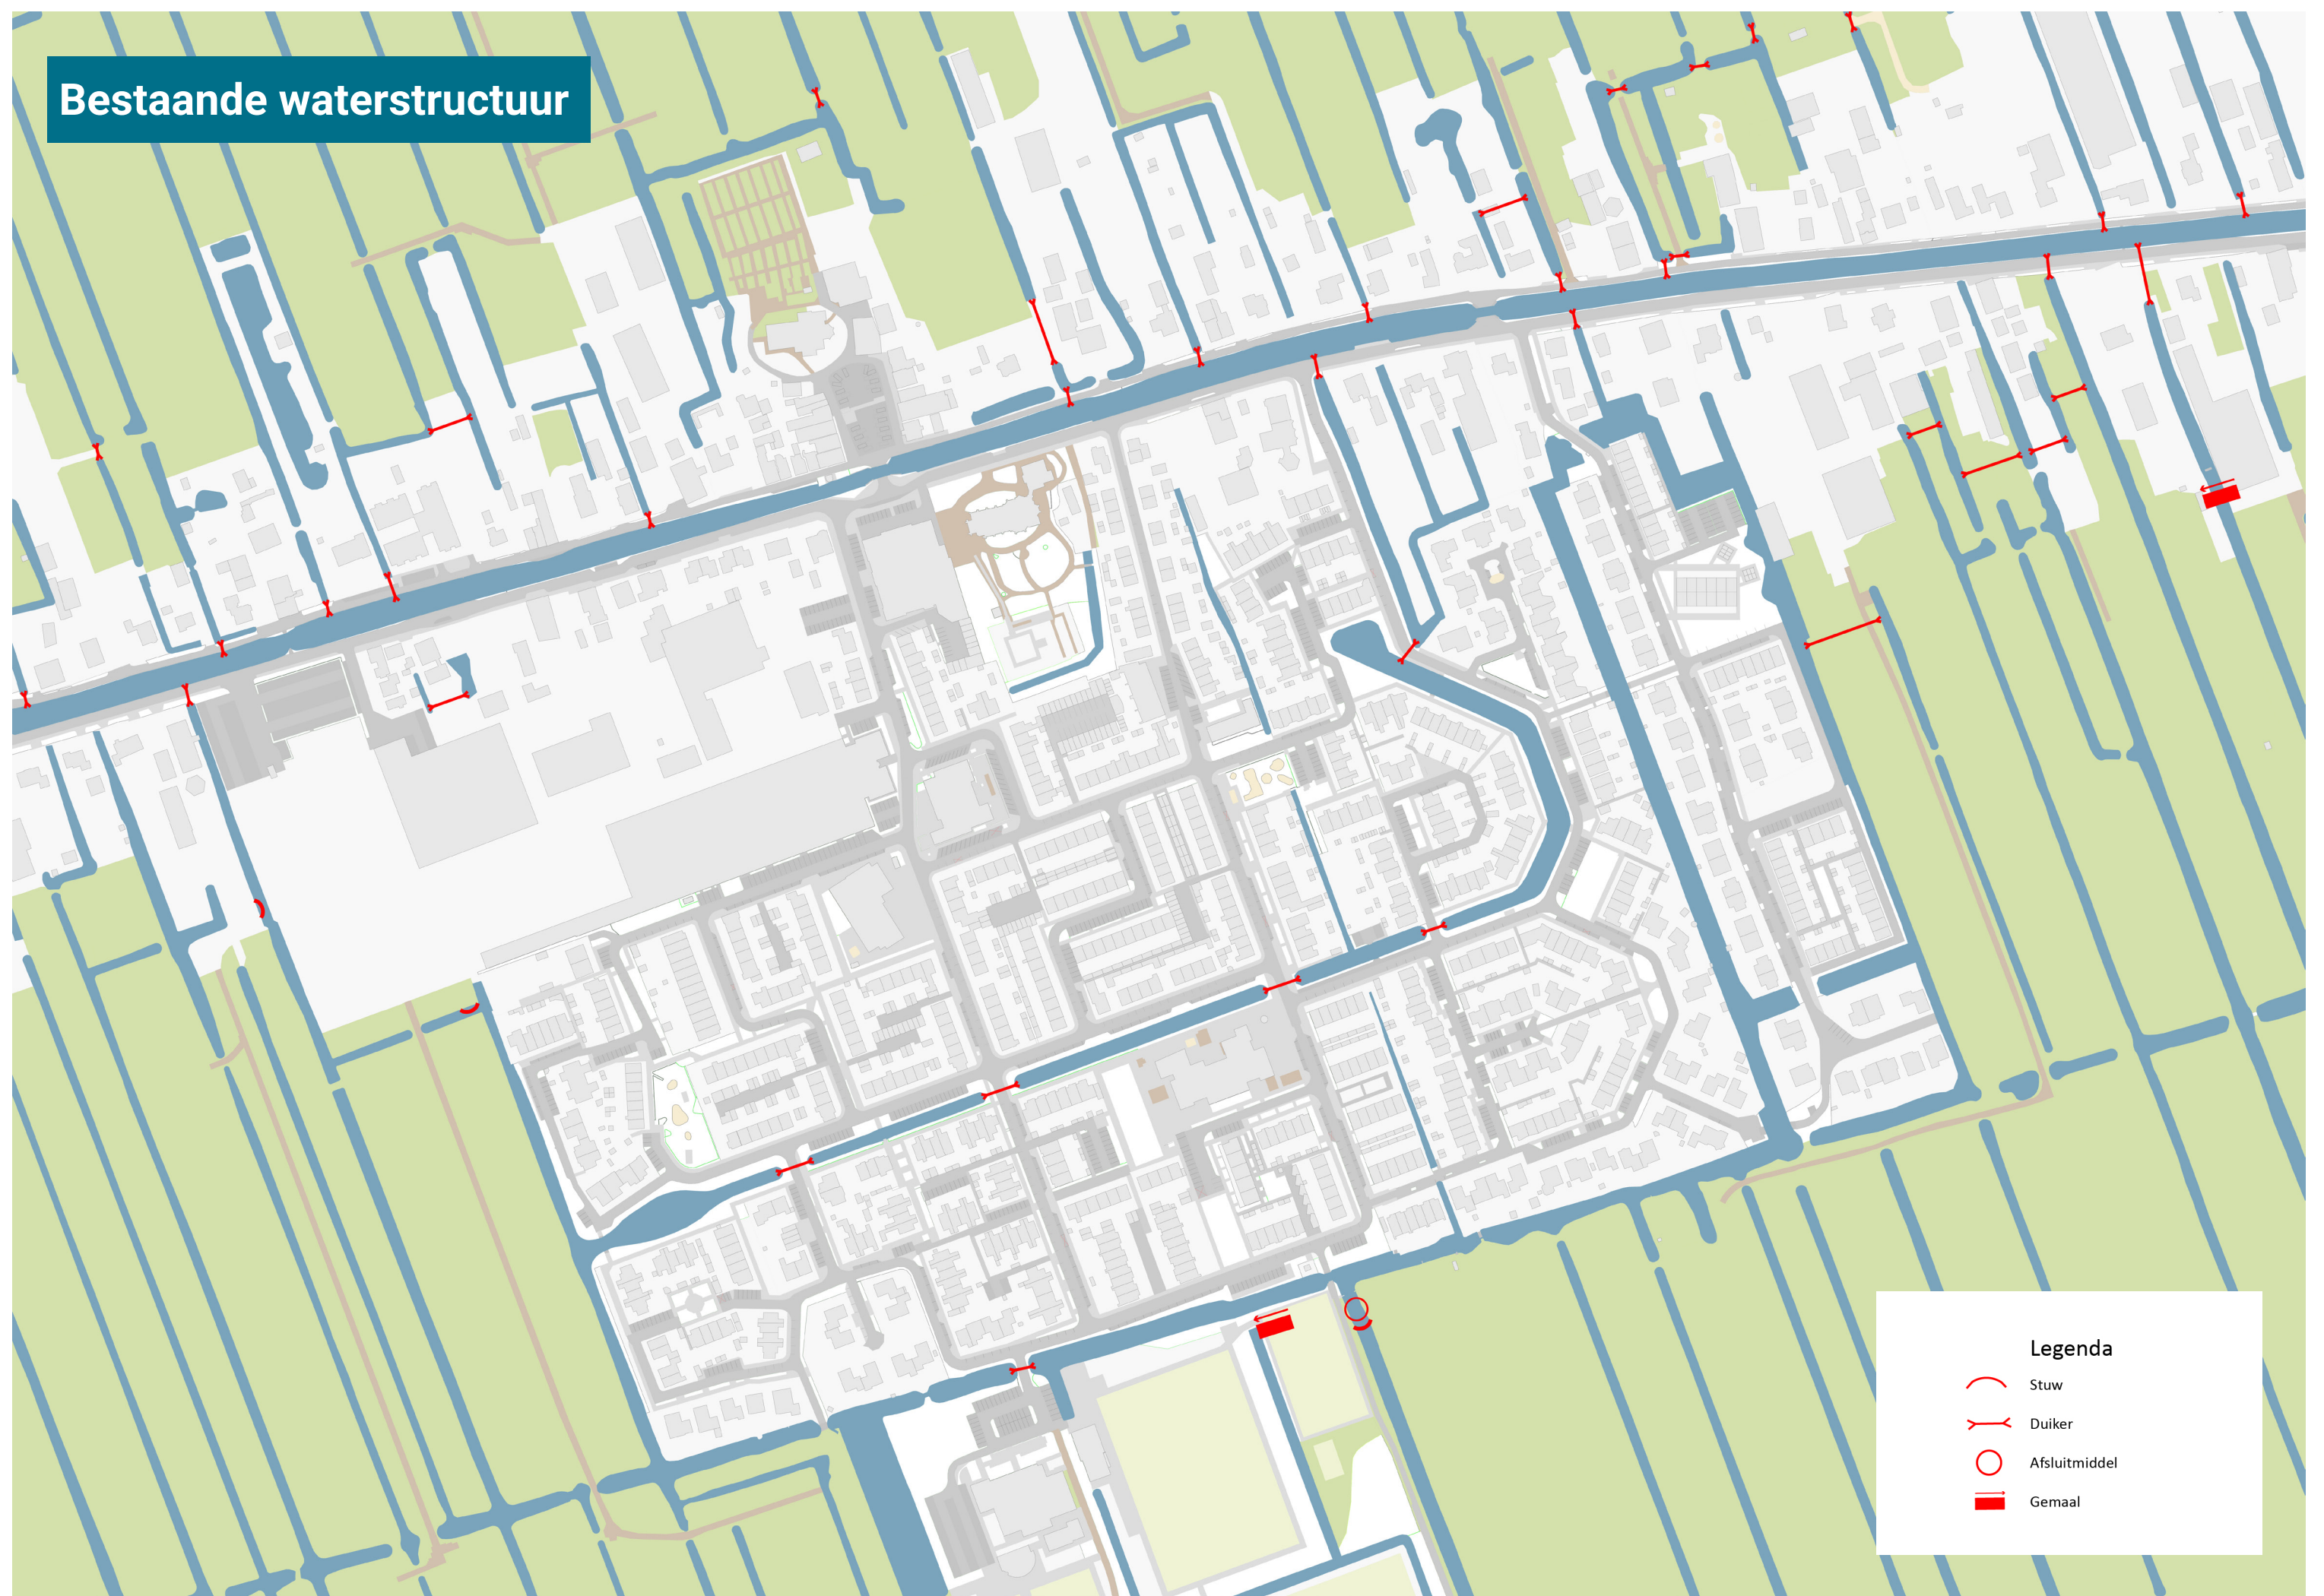 Bestaande waterstructuur
Legenda
Stuw
Duiker
Afsluitmiddel
Gemaal